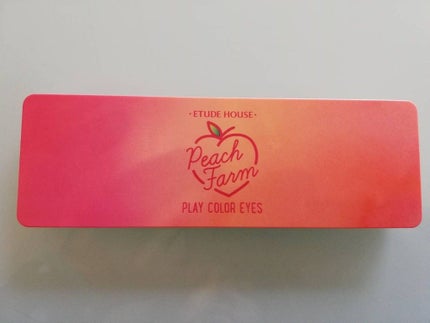 ·ETUDE HOUSE·
Peach
Farm
PLAY COLOR EYES